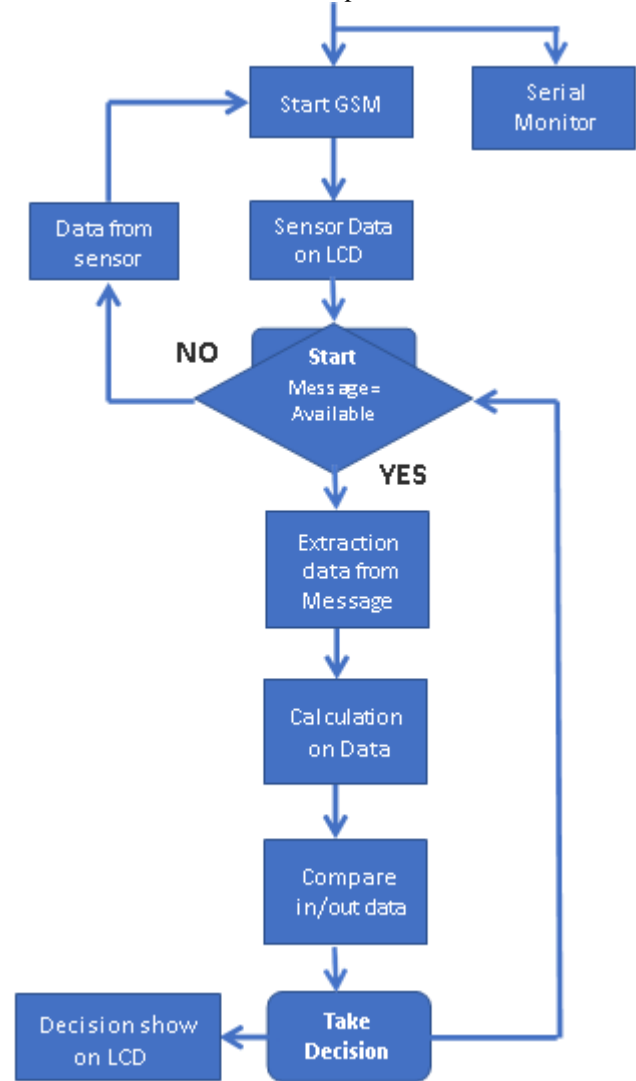 Start GSM
Serial
Monitor
Data from
sensor
Sensor Data
on LCD
NO
Start
Message=
Available
YES
Extraction
data from
Message
Calculation
on Data
Compare
in/out data
Take
Decision
Decision show
on LCD